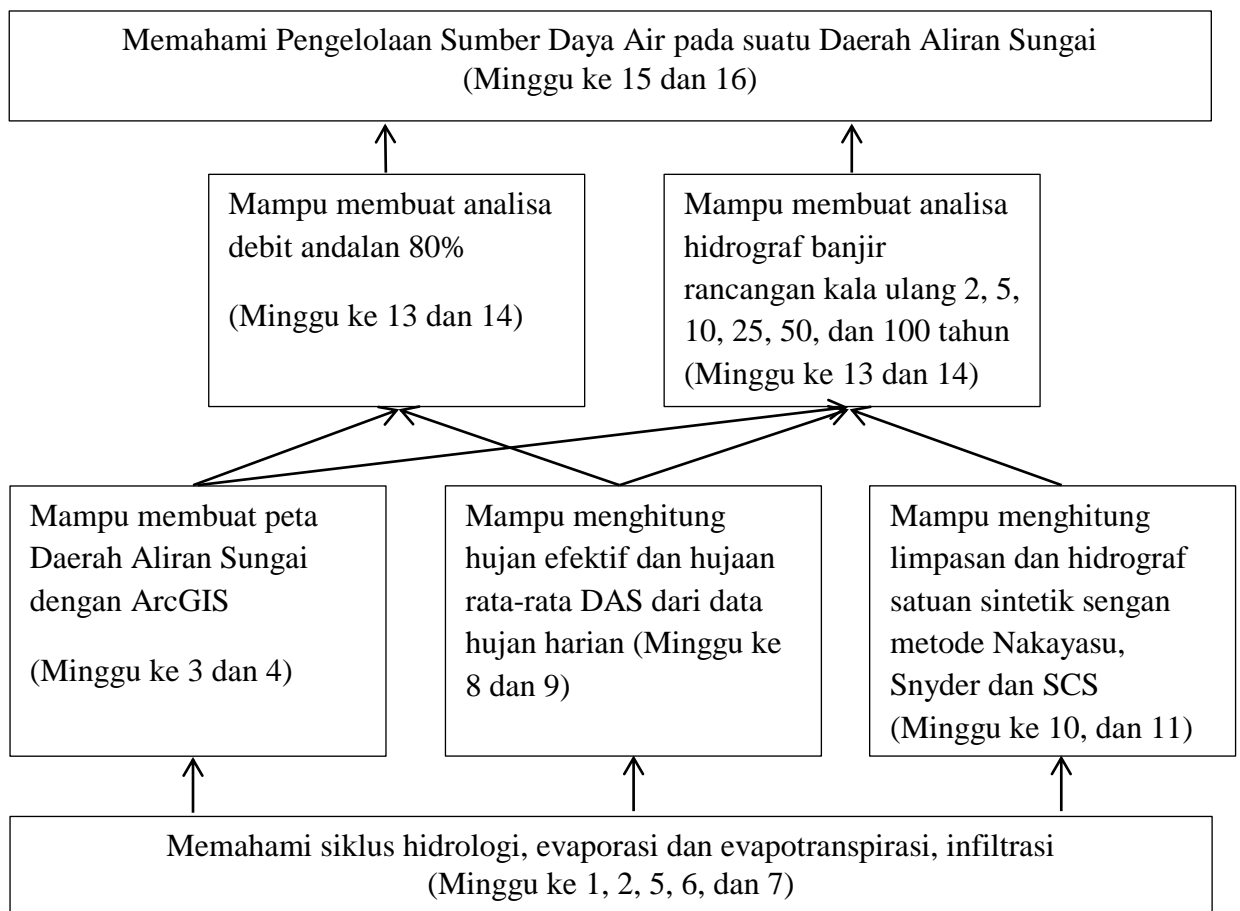 Memahami Pengelolaan Sumber Daya Air pada suatu Daerah Aliran Sungai
(Minggu ke 15 dan 16)
Mampu membuat analisa
debit andalan 80%
(Minggu ke 13 dan 14)
Mampu membuat analisa
hidrograf banjir
rancangan kala ulang 2, 5,
10, 25, 50, dan 100 tahun
(Minggu ke 13 dan 14)
Mampu membuat peta
Daerah Aliran Sungai
dengan ArcGIS
(Minggu ke 3 dan 4)
Mampu menghitung
hujan efektif dan hujaan
rata-rata DAS dari data
hujan harian (Minggu ke
8 dan 9)
Mampu menghitung
limpasan dan hidrograf
satuan sintetik sengan
metode Nakayasu,
Snyder dan SCS
(Minggu ke 10, dan 11)
Memahami siklus hidrologi, evaporasi dan evapotranspirasi, infiltrasi
(Minggu ke 1, 2, 5, 6, dan 7)